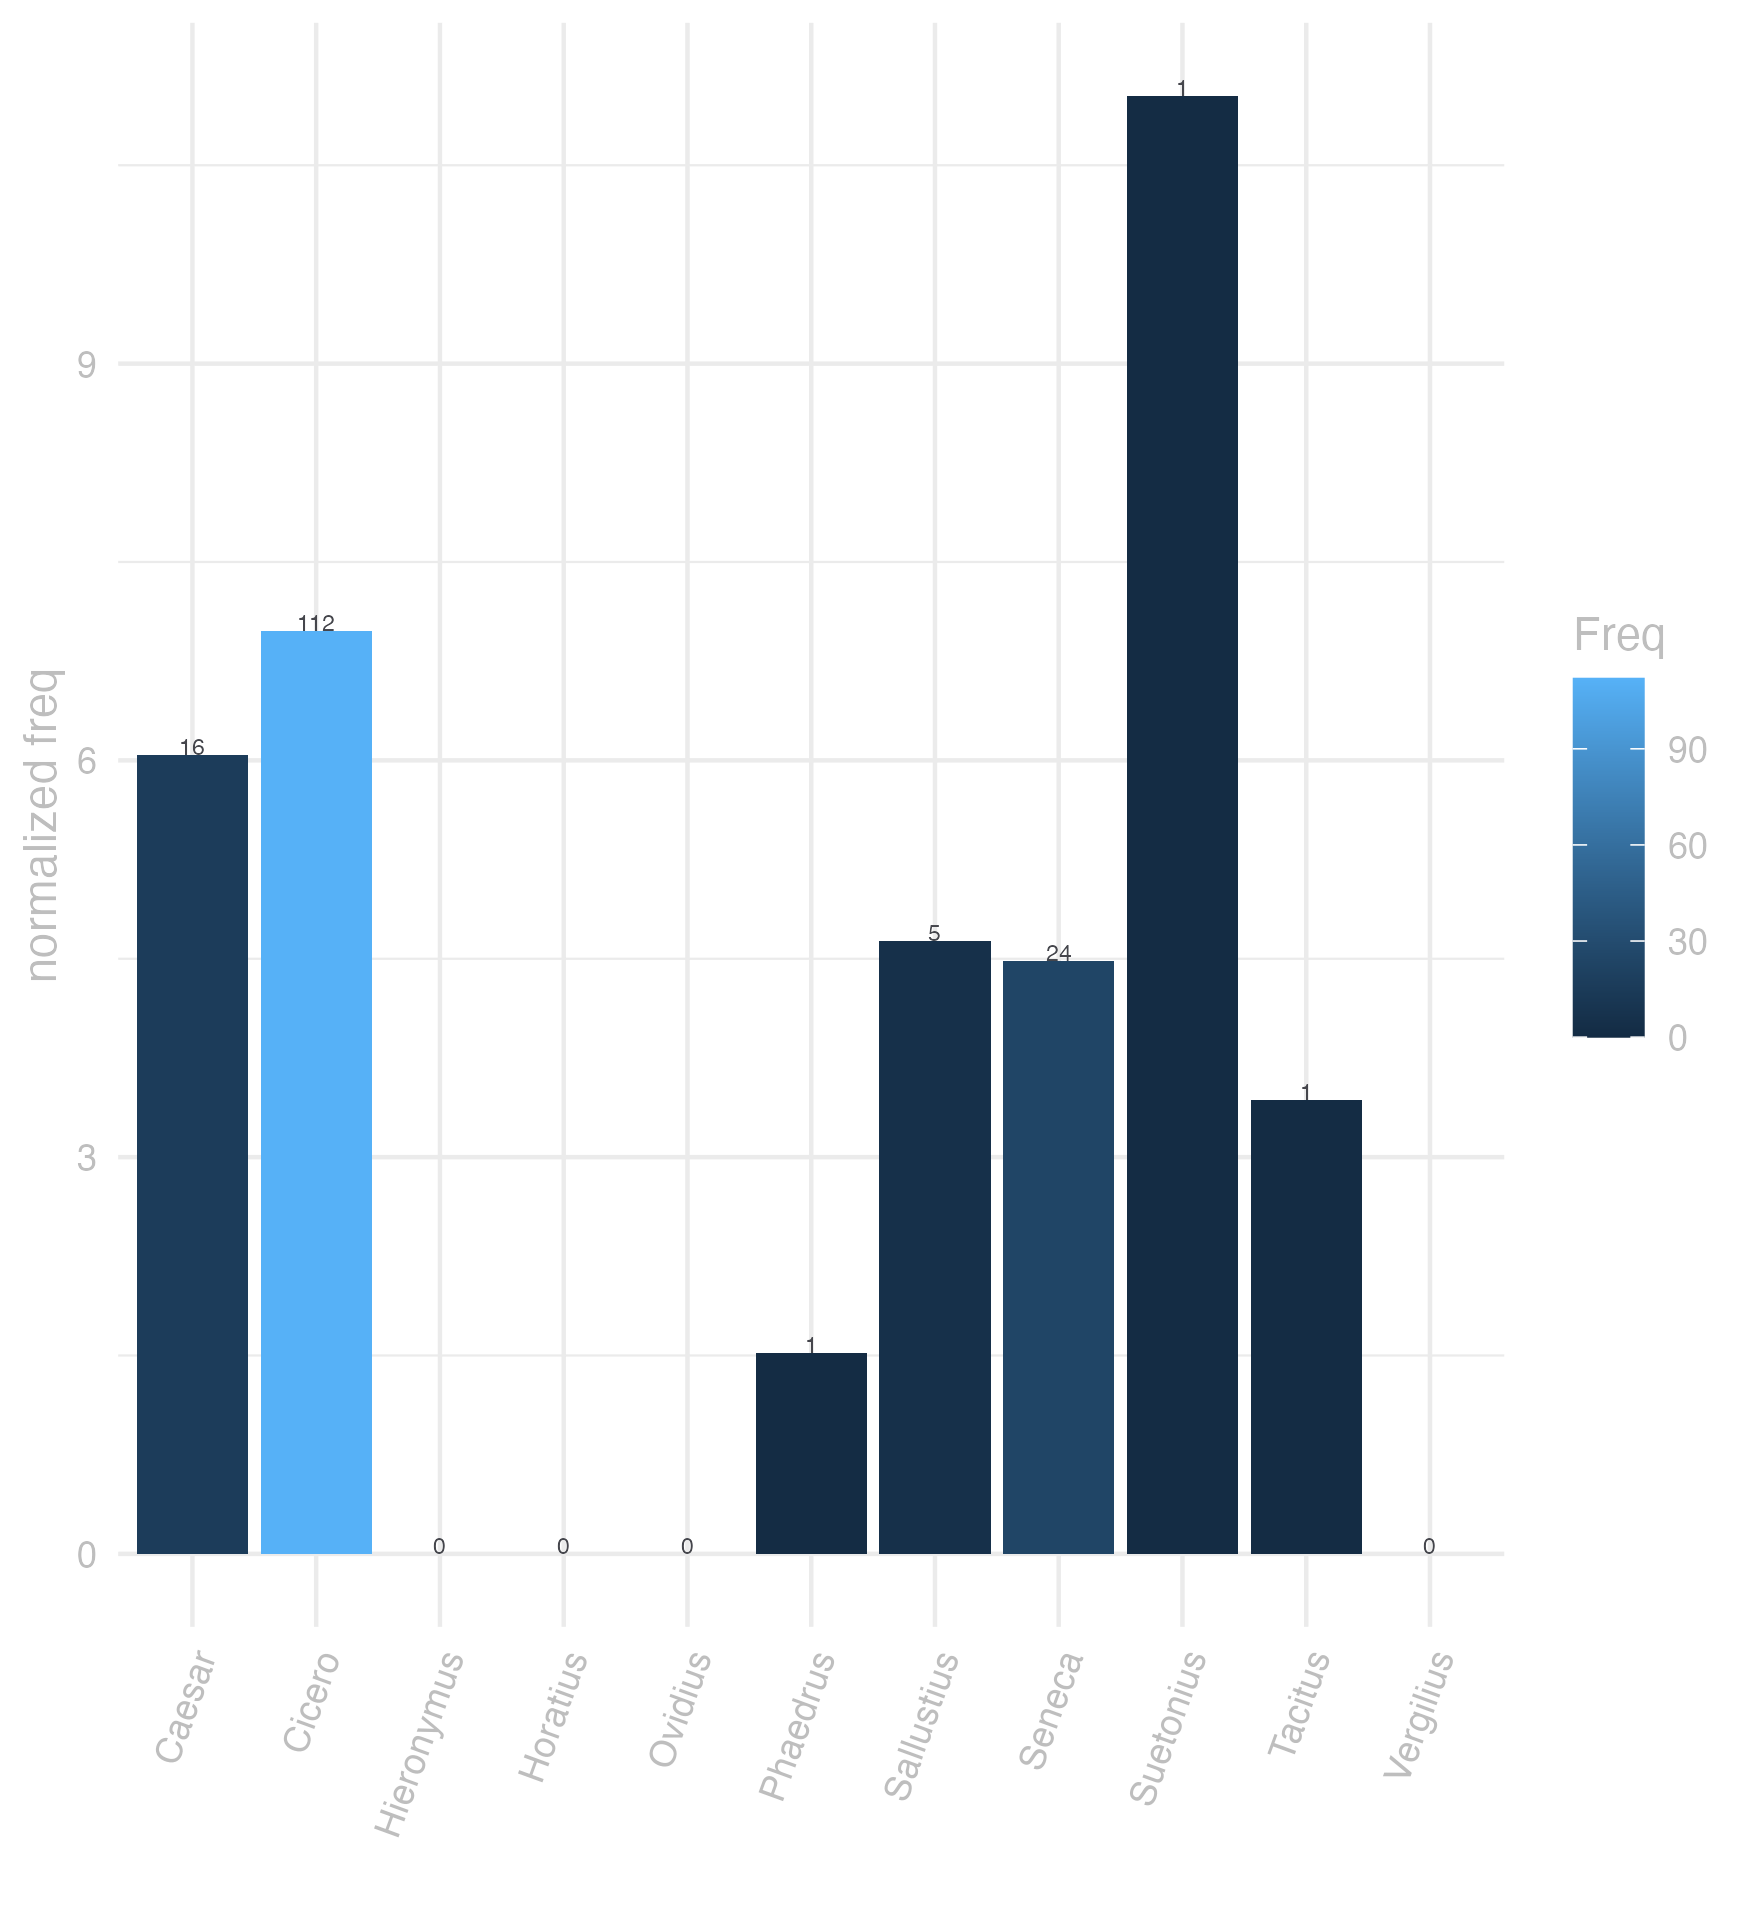 1
9
112
16
6
5
24
1
3
1
0
0
0
0
0
normalized freq
Caesar
Cicero
Hieronymus
Horatius
Ovidius
Phaedrus
Sallustius
Seneca
Suetonius
Tacitus
Vergilius
Freq
90
60
30
0